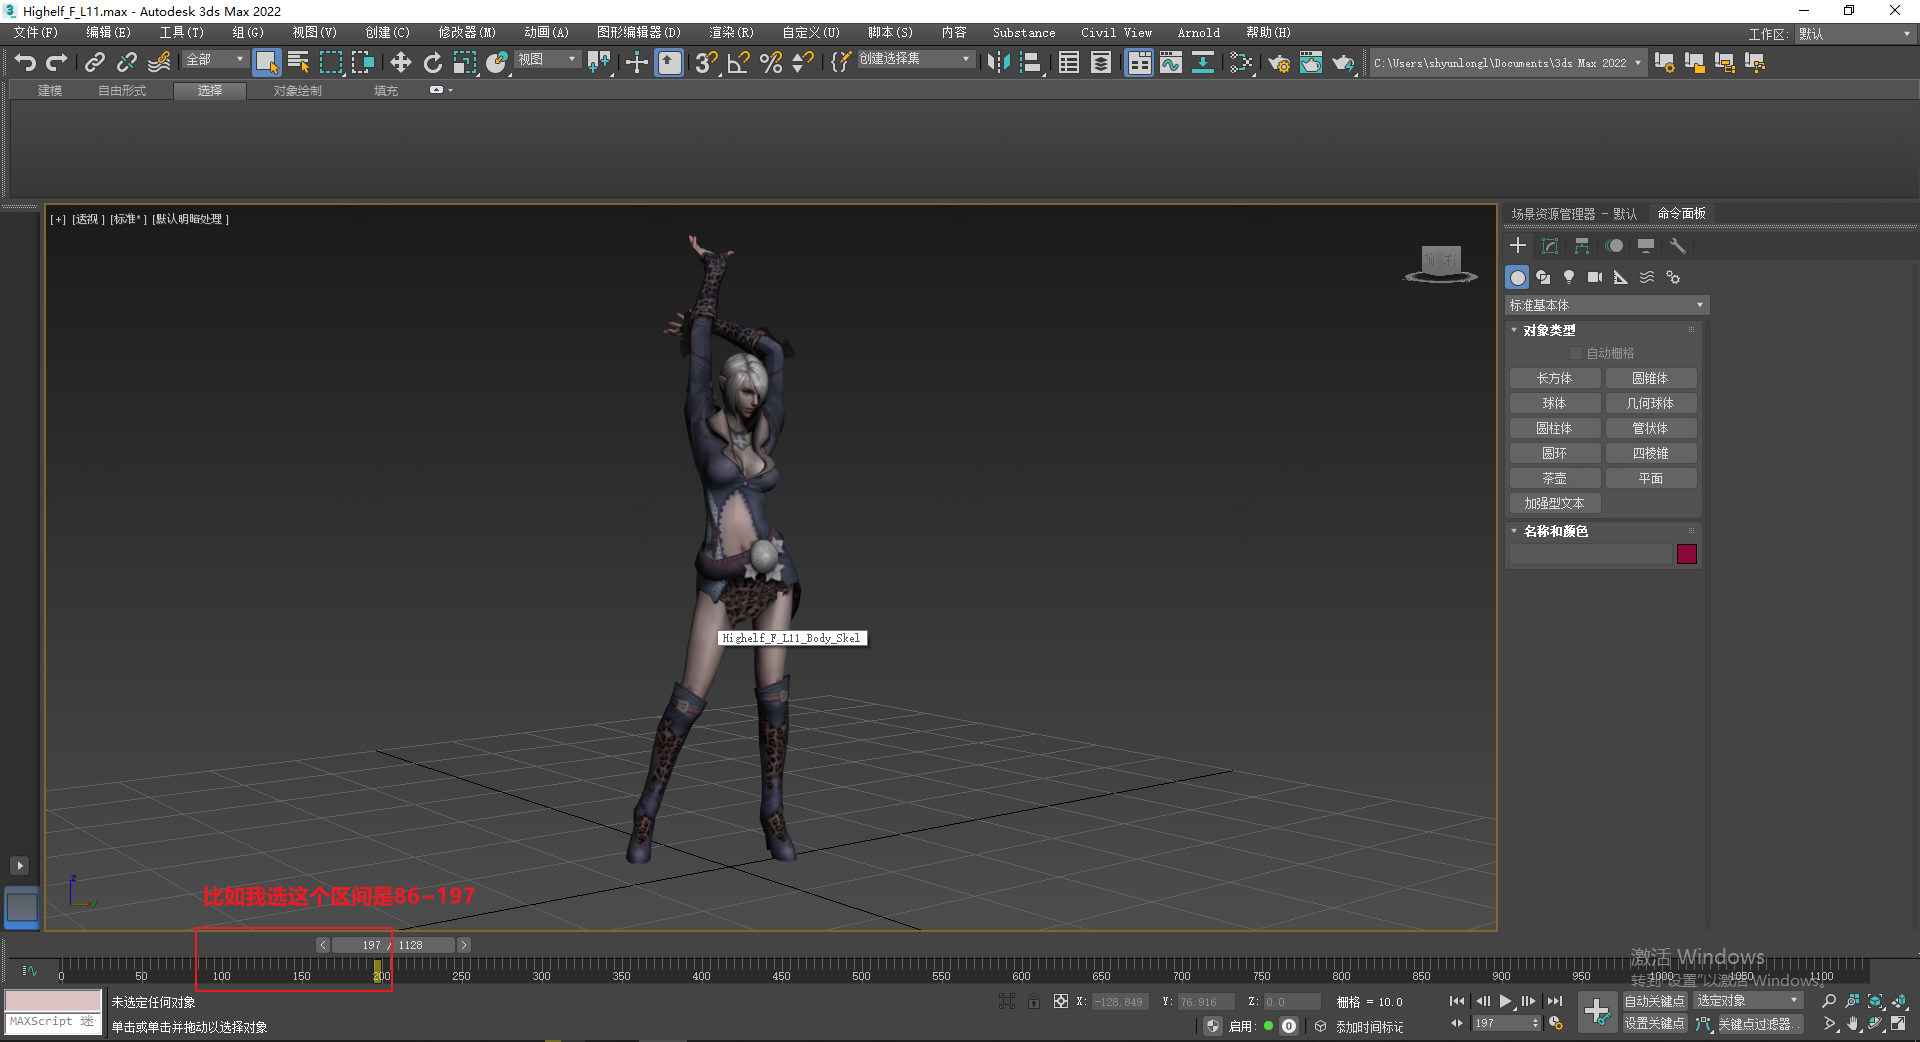 Highelf_F_L11.max - Autodesk 3ds Max 2022
文件(F) 编辑(E) 工具(T) 组(G) 视图(V) 创建(C) 修改器(M) 动画(A) 图形编辑器(D) 渲染(R) 自定义(U) 脚本(S) 内容 Substance Civil View Arnold 帮助(H) 工作区: 默认
全部 视图 创建选择集 C:\Users\shyunlongl\Documents\3ds Max 2022
建模 自由形式 选择 对象绘制 填充
[+] [透视] [标准*] [默认明暗处理]
场景资源管理器 - 默认 命令面板
标准基本体
对象类型
自动栅格
长方体 圆锥体
球体 几何球体
圆柱体 管状体
圆环 四棱锥
茶壶 平面
加强型文本
名称和颜色
Highelf_F_L11_Body_Skel
比如我选这个区间是86~197
< 197 / 1128 >
激活 Windows
0 50 100 150 200 250 300 350 400 450 500 550 600 650 700 750 800 850 900 950 1000 1050 1100
转到"设置"以激活 Windows。
未选定任何对象 X: -128.849 Y: 76.916 Z: 0.0 栅格 = 10.0 自动关键点 选定对象
MAXScript 迷
单击或单击并拖动以选择对象 启用: 添加时间标记 197 设置关键点 关键点过滤器...